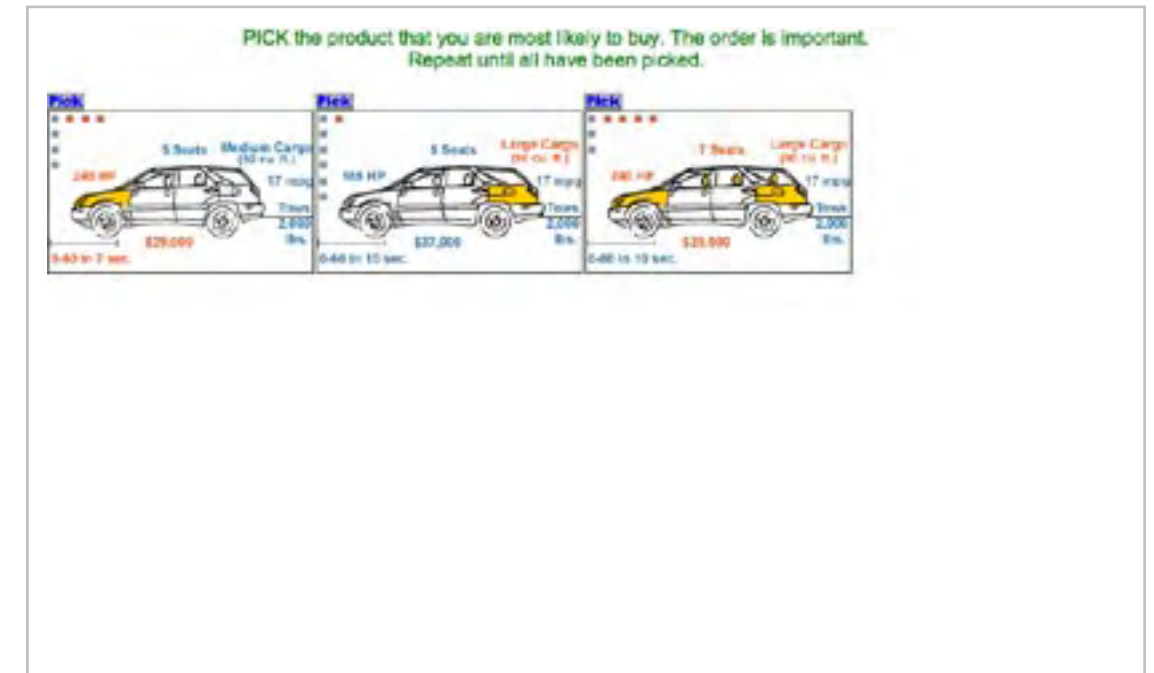 PICK the product that you are most likely to buy. The order is important.
Repeat until all have been picked.
Pick
5 Seats
Medium Cargo
240 HP
17 mpg
Tows
2,000
lbs.
$29,000
0-60 in 7 sec.
Pick
5 Seats
Large Cargo
165 HP
17 mpg
Tows
2,000
lbs.
$37,000
0-60 in 10 sec.
Pick
7 Seats
Large Cargo
17 mpg
Tows
2,000
lbs.
0-60 in 10 sec.